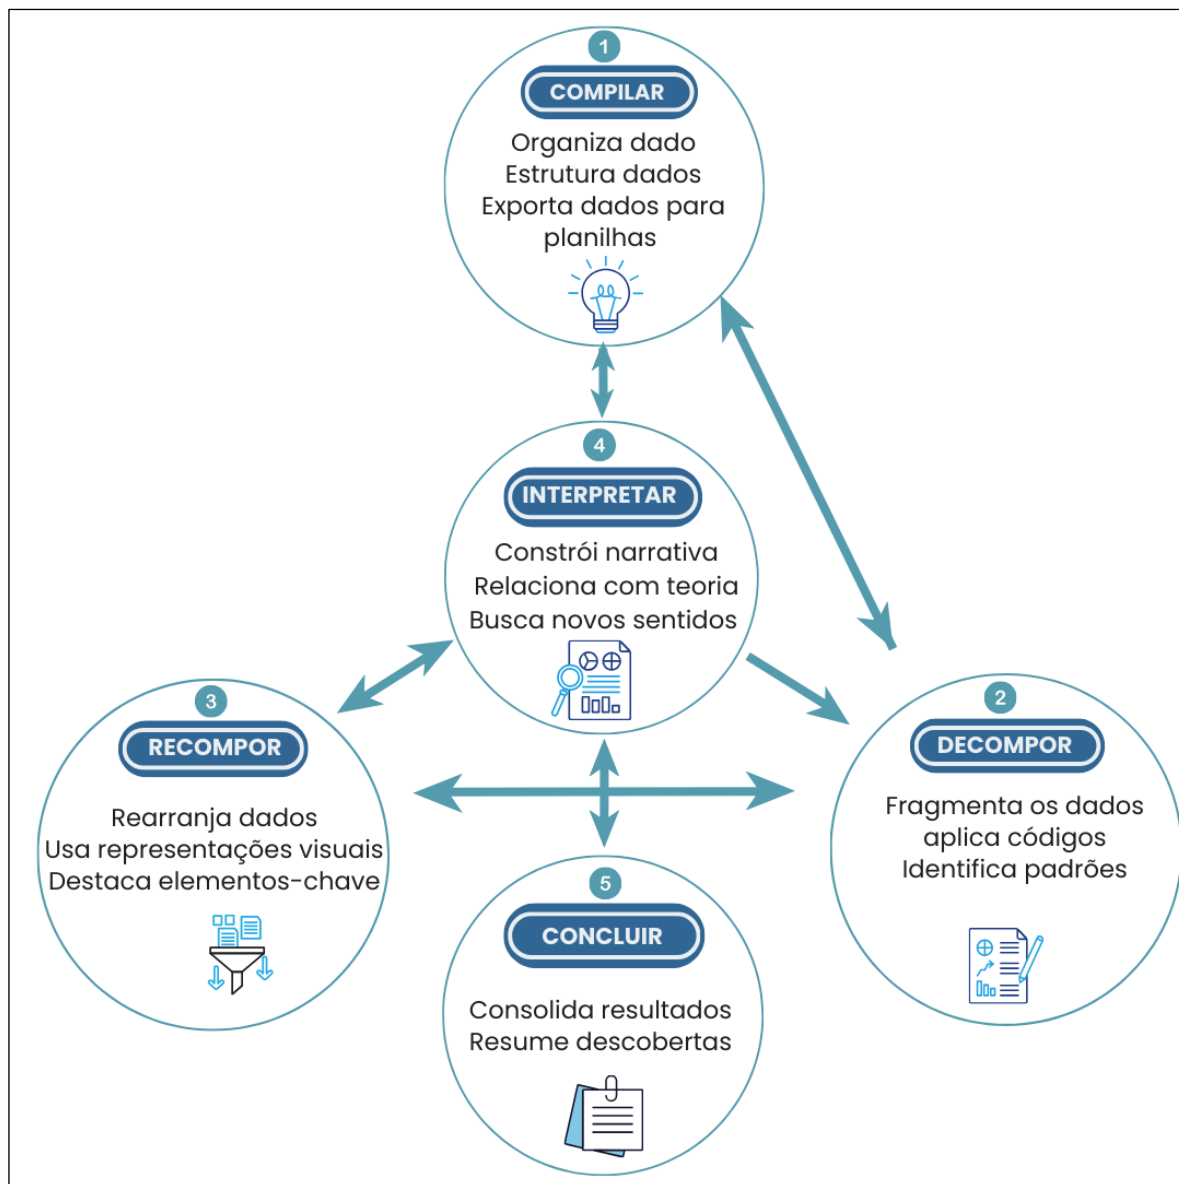 1
COMPILAR
Organiza dado
Estrutura dados
Exporta dados para
planilhas
4
INTERPRETAR
Constrói narrativa
Relaciona com teoria
Busca novos sentidos
3
RECOMPOR
Rearranja dados
Usa representações visuais
Destaca elementos-chave
2
DECOMPOR
Fragmenta os dados
aplica códigos
Identifica padrões
5
CONCLUIR
Consolida resultados
Resume descobertas